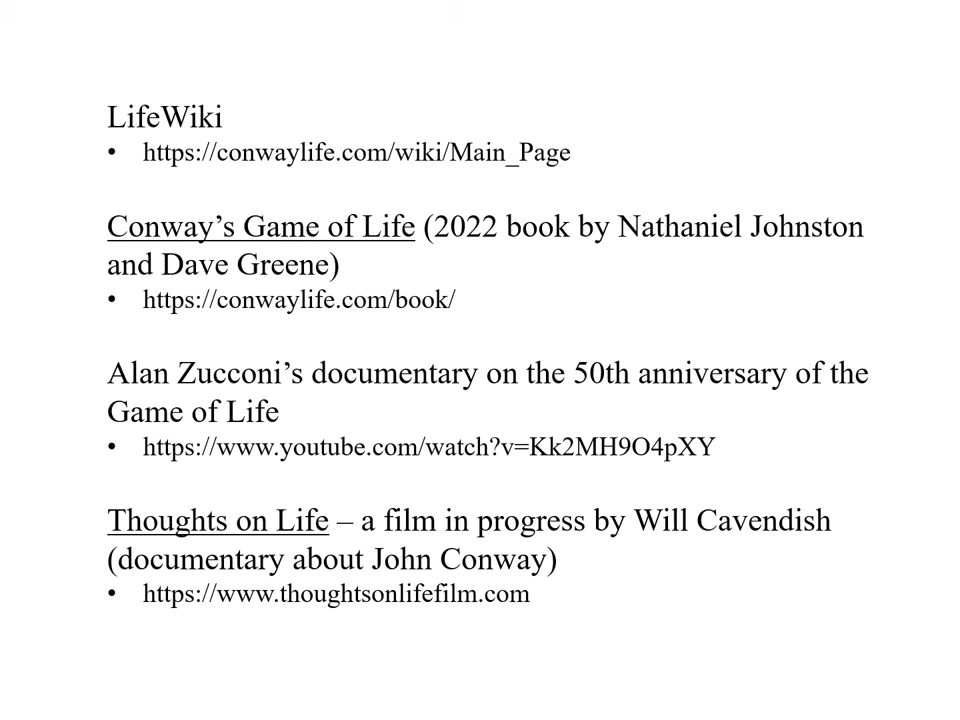 LifeWiki
• https://conwaylife.com/wiki/Main_Page
Conway’s Game of Life (2022 book by Nathaniel Johnston
and Dave Greene)
• https://conwaylife.com/book/
Alan Zucconi’s documentary on the 50th anniversary of the
Game of Life
• https://www.youtube.com/watch?v=Kk2MH9O4pXY
Thoughts on Life – a film in progress by Will Cavendish
(documentary about John Conway)
• https://www.thoughtsonlifefilm.com